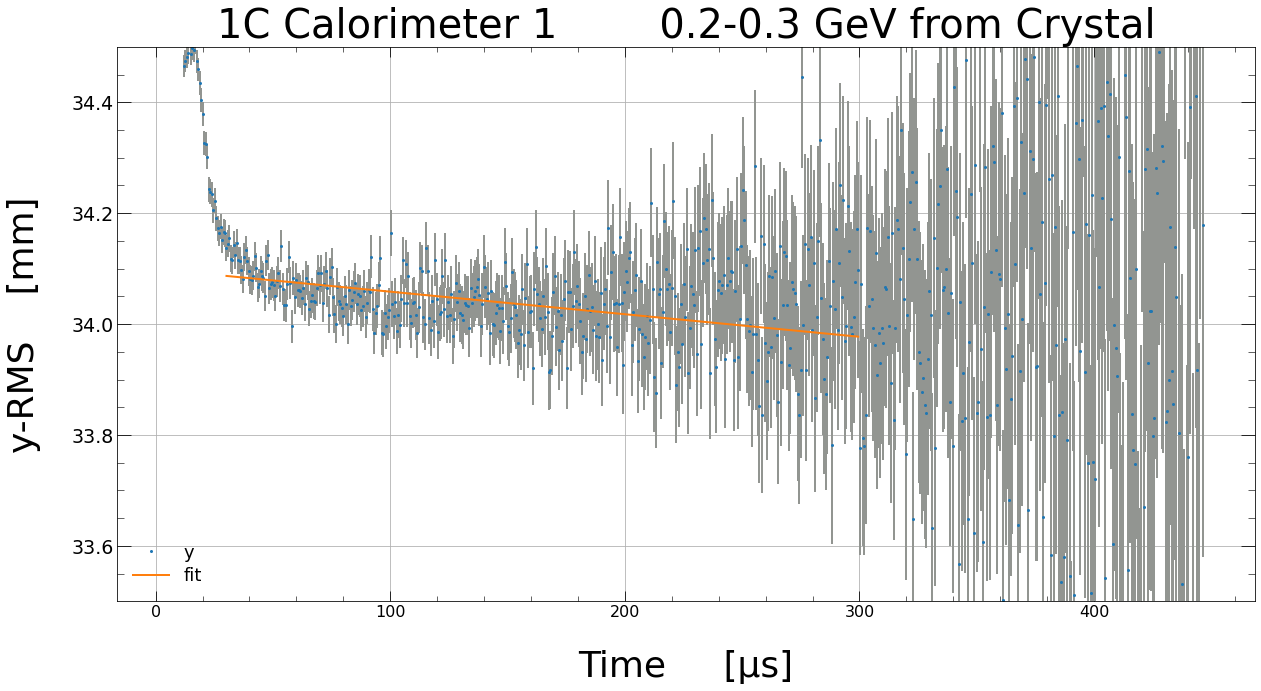 1C Calorimeter 1 0.2-0.3 GeV from Crystal
y-RMS [mm]
34.4
34.2
34.0
33.8
33.6
y
fit
0 100 200 300 400
Time [μs]